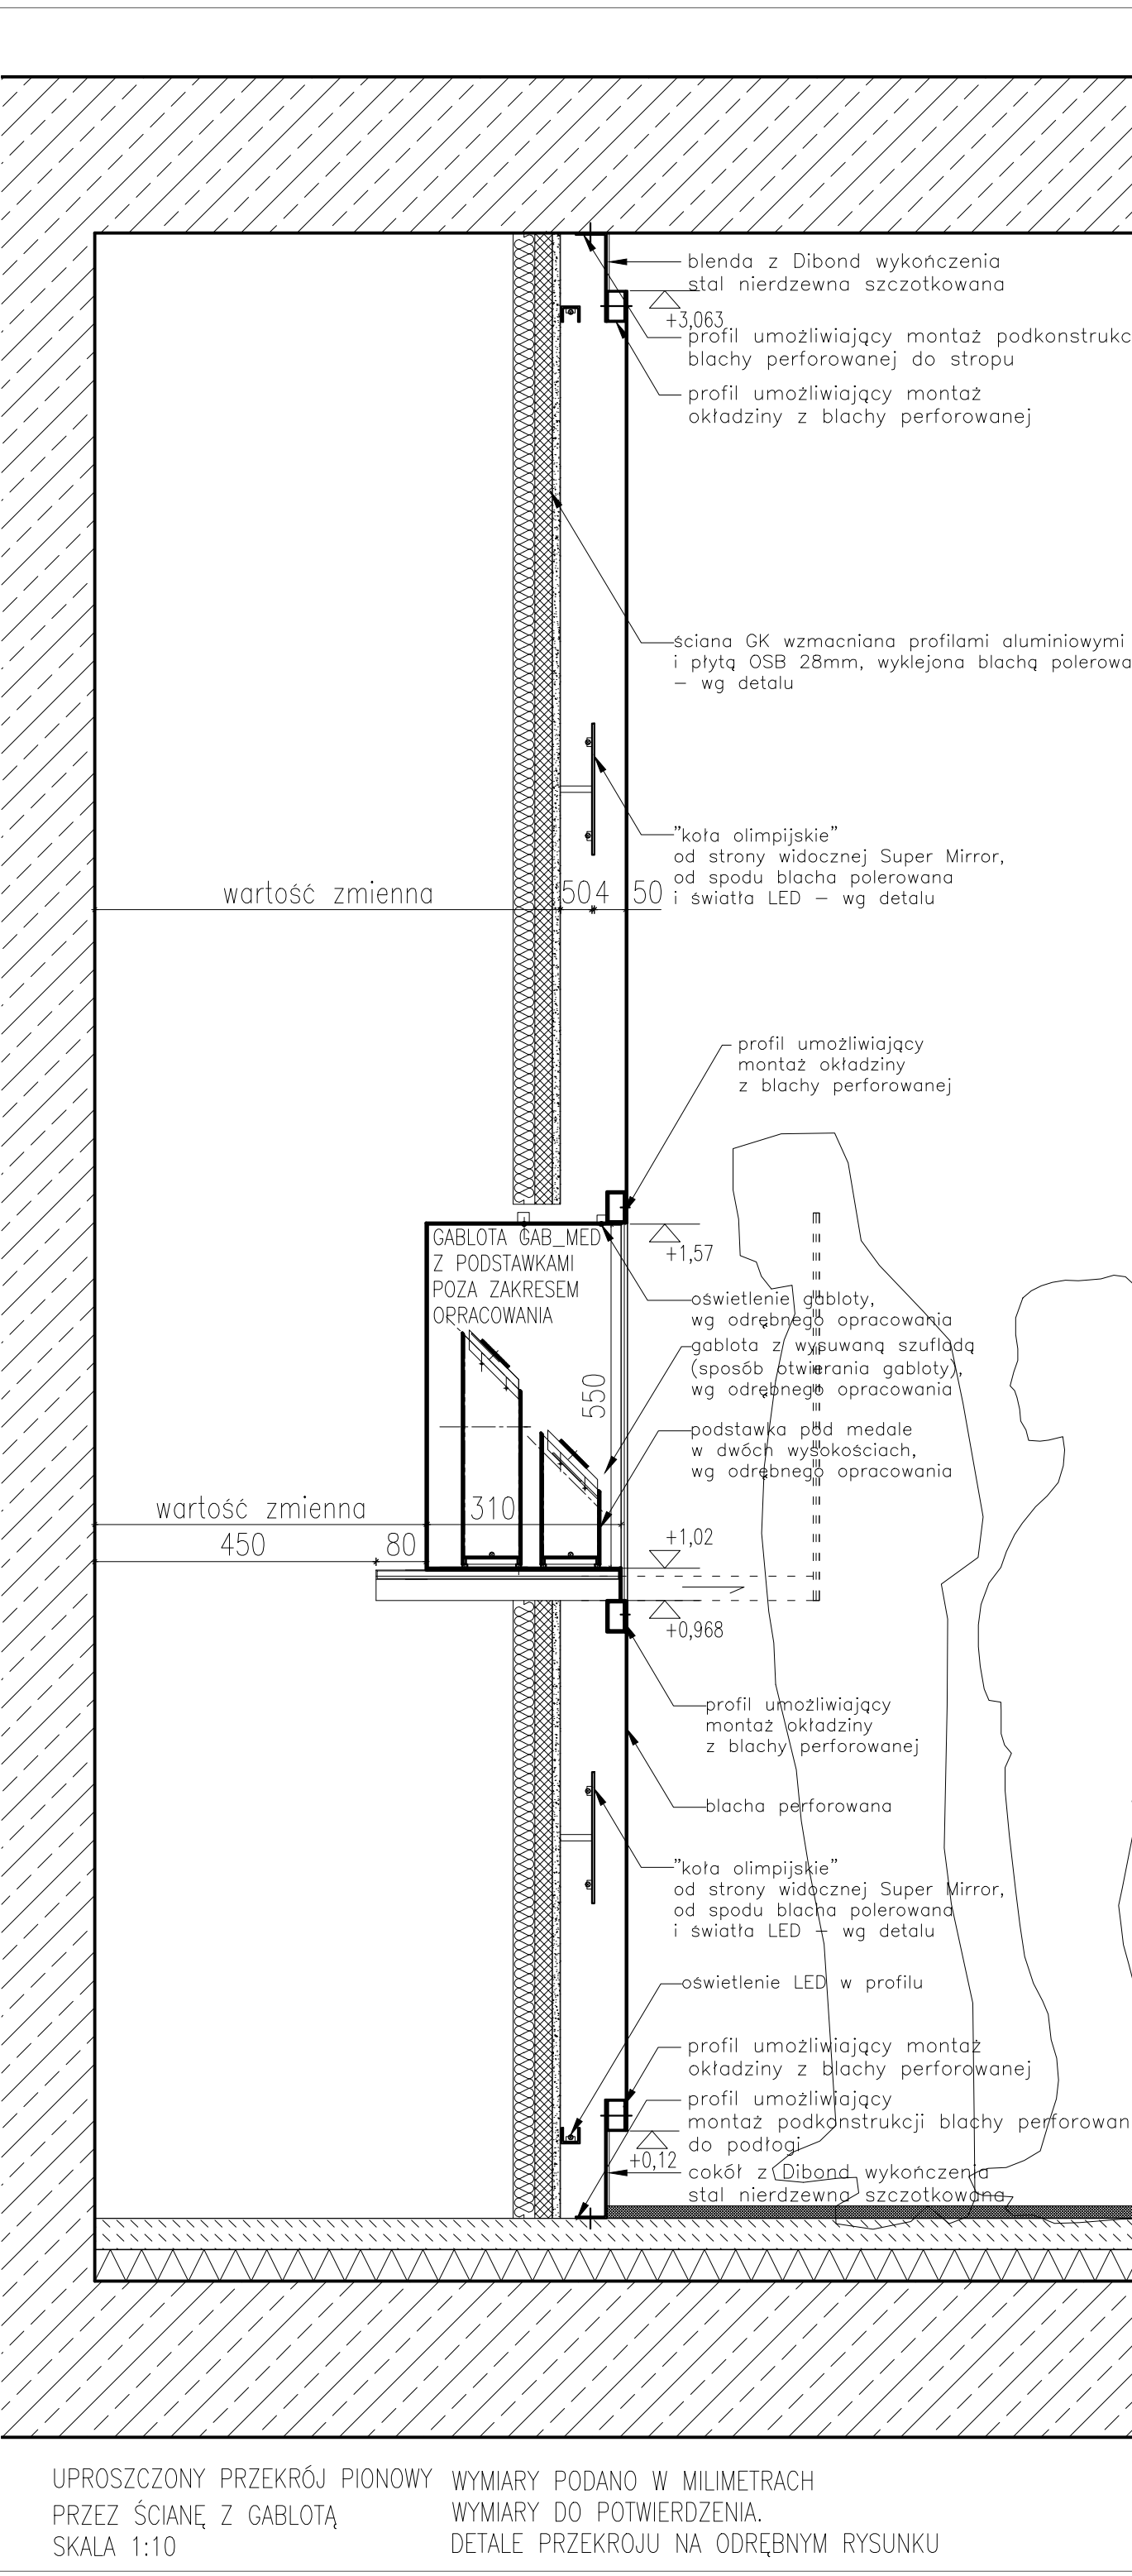 blenda z Dibond wykończenia
stal nierdzewna szczotkowana
+3,063
profil umożliwiający montaż podkonstrukc
blachy perforowanej do stropu
profil umożliwiający montaż
okładziny z blachy perforowanej
ściana GK wzmacniana profilami aluminiowymi
i płytą OSB 28mm, wyklejona blachą polerowa
– wg detalu
"koła olimpijskie"
od strony widocznej Super Mirror,
od spodu blacha polerowana
i światła LED – wg detalu
wartość zmienna 50 4 50
profil umożliwiający
montaż okładziny
z blachy perforowanej
GABLOTA GAB_MED
Z PODSTAWKAMI
POZA ZAKRESEM
OPRACOWANIA
+1,57
oświetlenie gabloty,
wg odrębnego opracowania
gablota z wysuwaną szufladą
(sposób otwierania gabloty),
wg odrębnego opracowania
550
podstawka pod medale
w dwóch wysokościach,
wg odrębnego opracowania
wartość zmienna 310
450 80
+1,02
+0,968
profil umożliwiający
montaż okładziny
z blachy perforowanej
blacha perforowana
"koła olimpijskie"
od strony widocznej Super Mirror,
od spodu blacha polerowana
i światła LED – wg detalu
oświetlenie LED w profilu
profil umożliwiający montaż
okładziny z blachy perforowanej
profil umożliwiający
montaż podkonstrukcji blachy perforowan
do podłogi
+0,12
cokół z Dibond wykończenia
stal nierdzewna szczotkowana
UPROSZCZONY PRZEKRÓJ PIONOWY
PRZEZ ŚCIANĘ Z GABLOTĄ
SKALA 1:10
WYMIARY PODANO W MILIMETRACH
WYMIARY DO POTWIERDZENIA.
DETALE PRZEKROJU NA ODRĘBNYM RYSUNKU